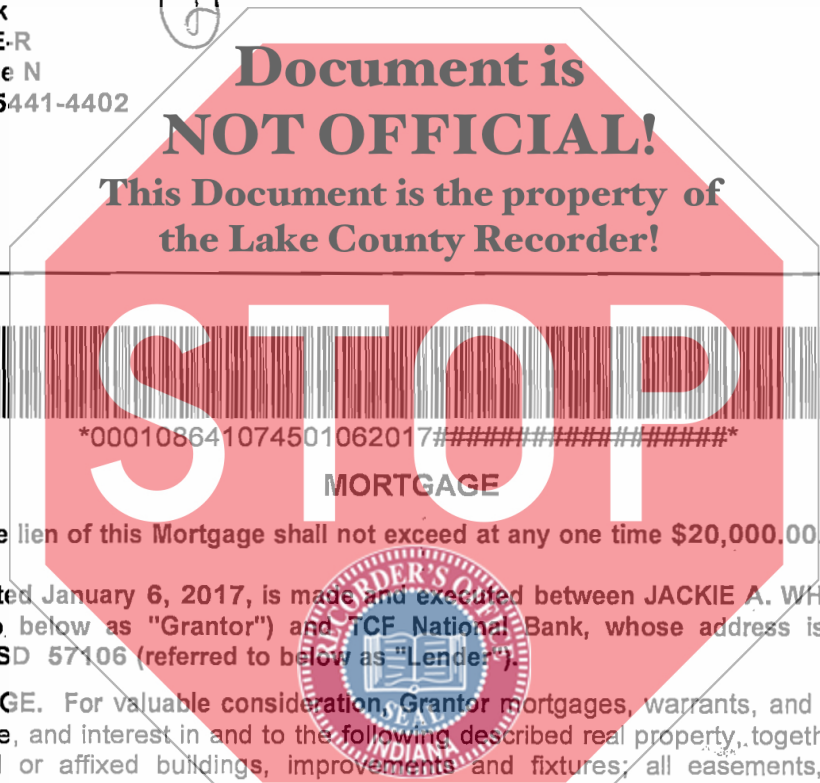 k
E-R
e N
5441-4402
Document is
NOT OFFICIAL!
This Document is the property of
the Lake County Recorder!
STOP
*000108641074501062017###################*
MORTGAGE
e lien of this Mortgage shall not exceed at any one time $20,000.00.
ted January 6, 2017, is made and executed between JACKIE A. WH
below as "Grantor") and TCF National Bank, whose address is
SD 57106 (referred to below as "Lender").
GE. For valuable consideration, Grantor mortgages, warrants, and
e, and interest in and to the following described real property, togeth
or affixed buildings, improvements and fixtures; all easements,
RECORDER'S OFFICE
SEAL
INDIANA